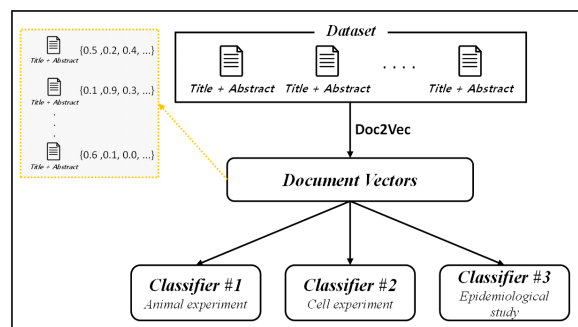 {0.5 ,0.2, 0.4, ...}
Title + Abstract
{0.1 ,0.9, 0.3, ...}
Title + Abstract
.
.
.
{0.6 ,0.1, 0.0, ...}
Title + Abstract
Dataset
. . . .
Title + Abstract Title + Abstract Title + Abstract
Doc2Vec
Document Vectors
Classifier #1
Animal experiment
Classifier #2
Cell experiment
Classifier #3
Epidemiological
study